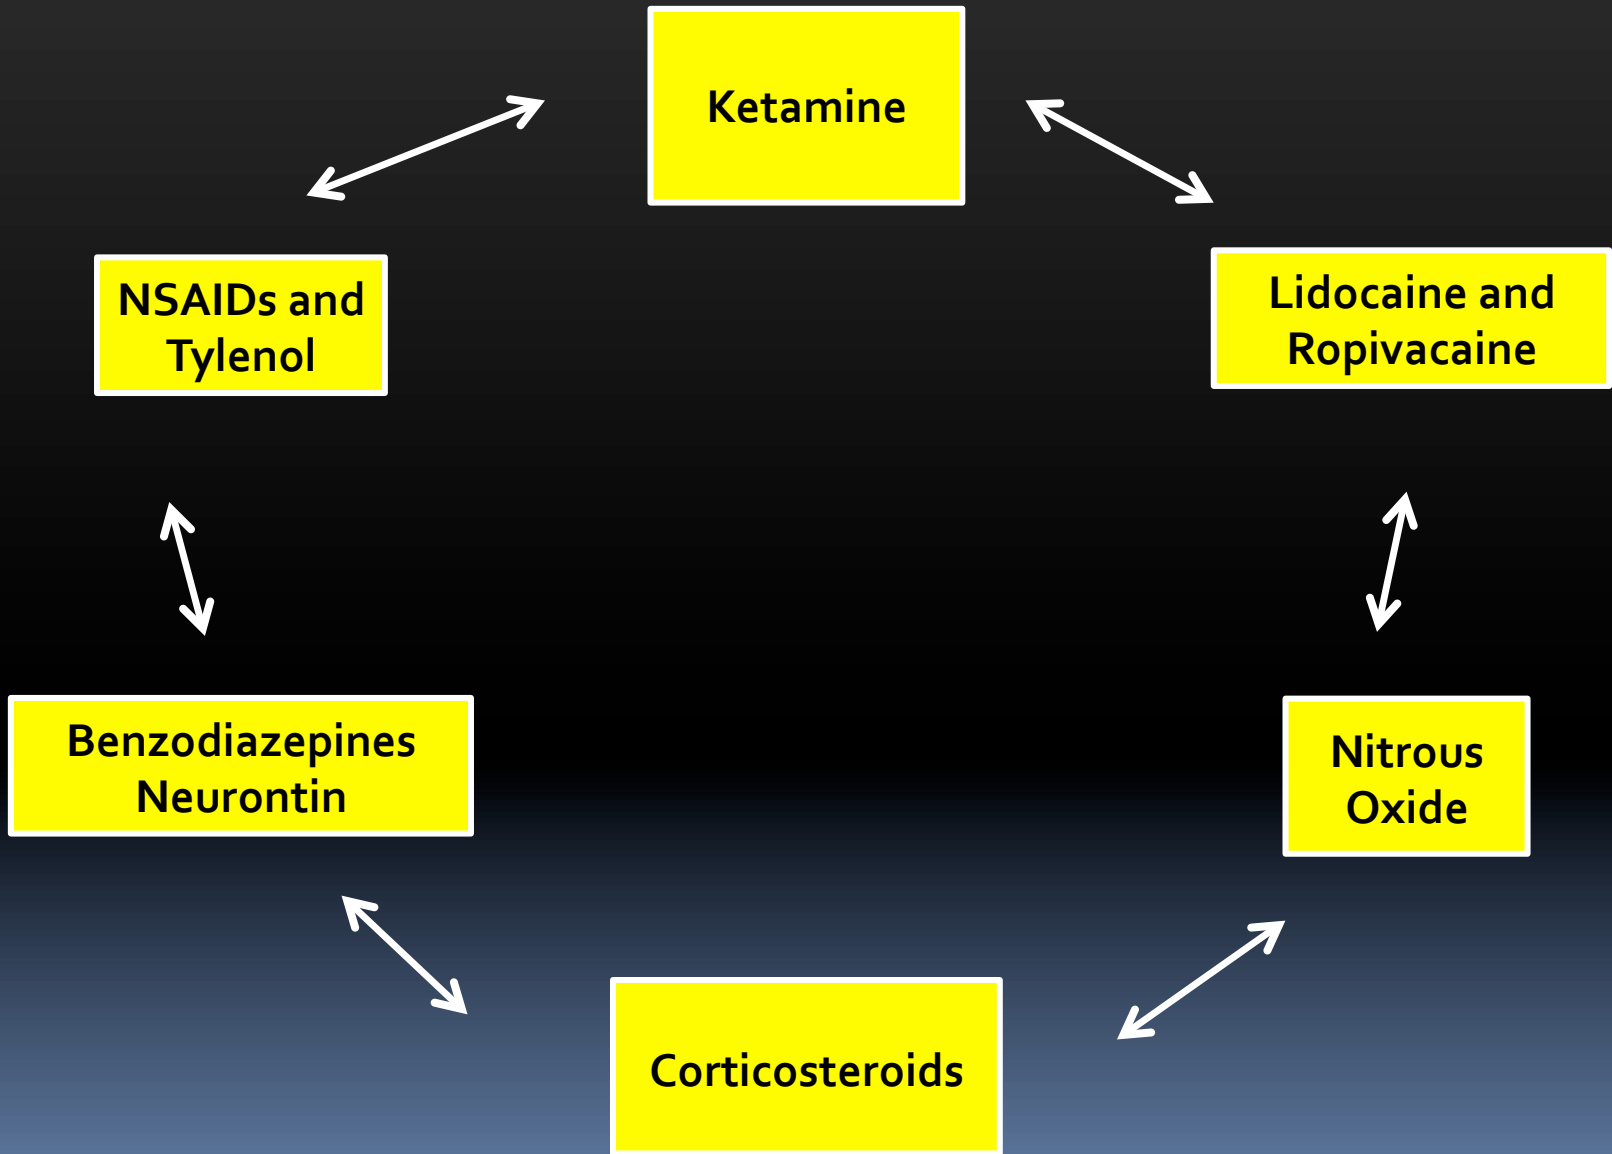 Ketamine
NSAIDs and
Tylenol
Lidocaine and
Ropivacaine
Benzodiazepines
Neurontin
Nitrous
Oxide
Corticosteroids